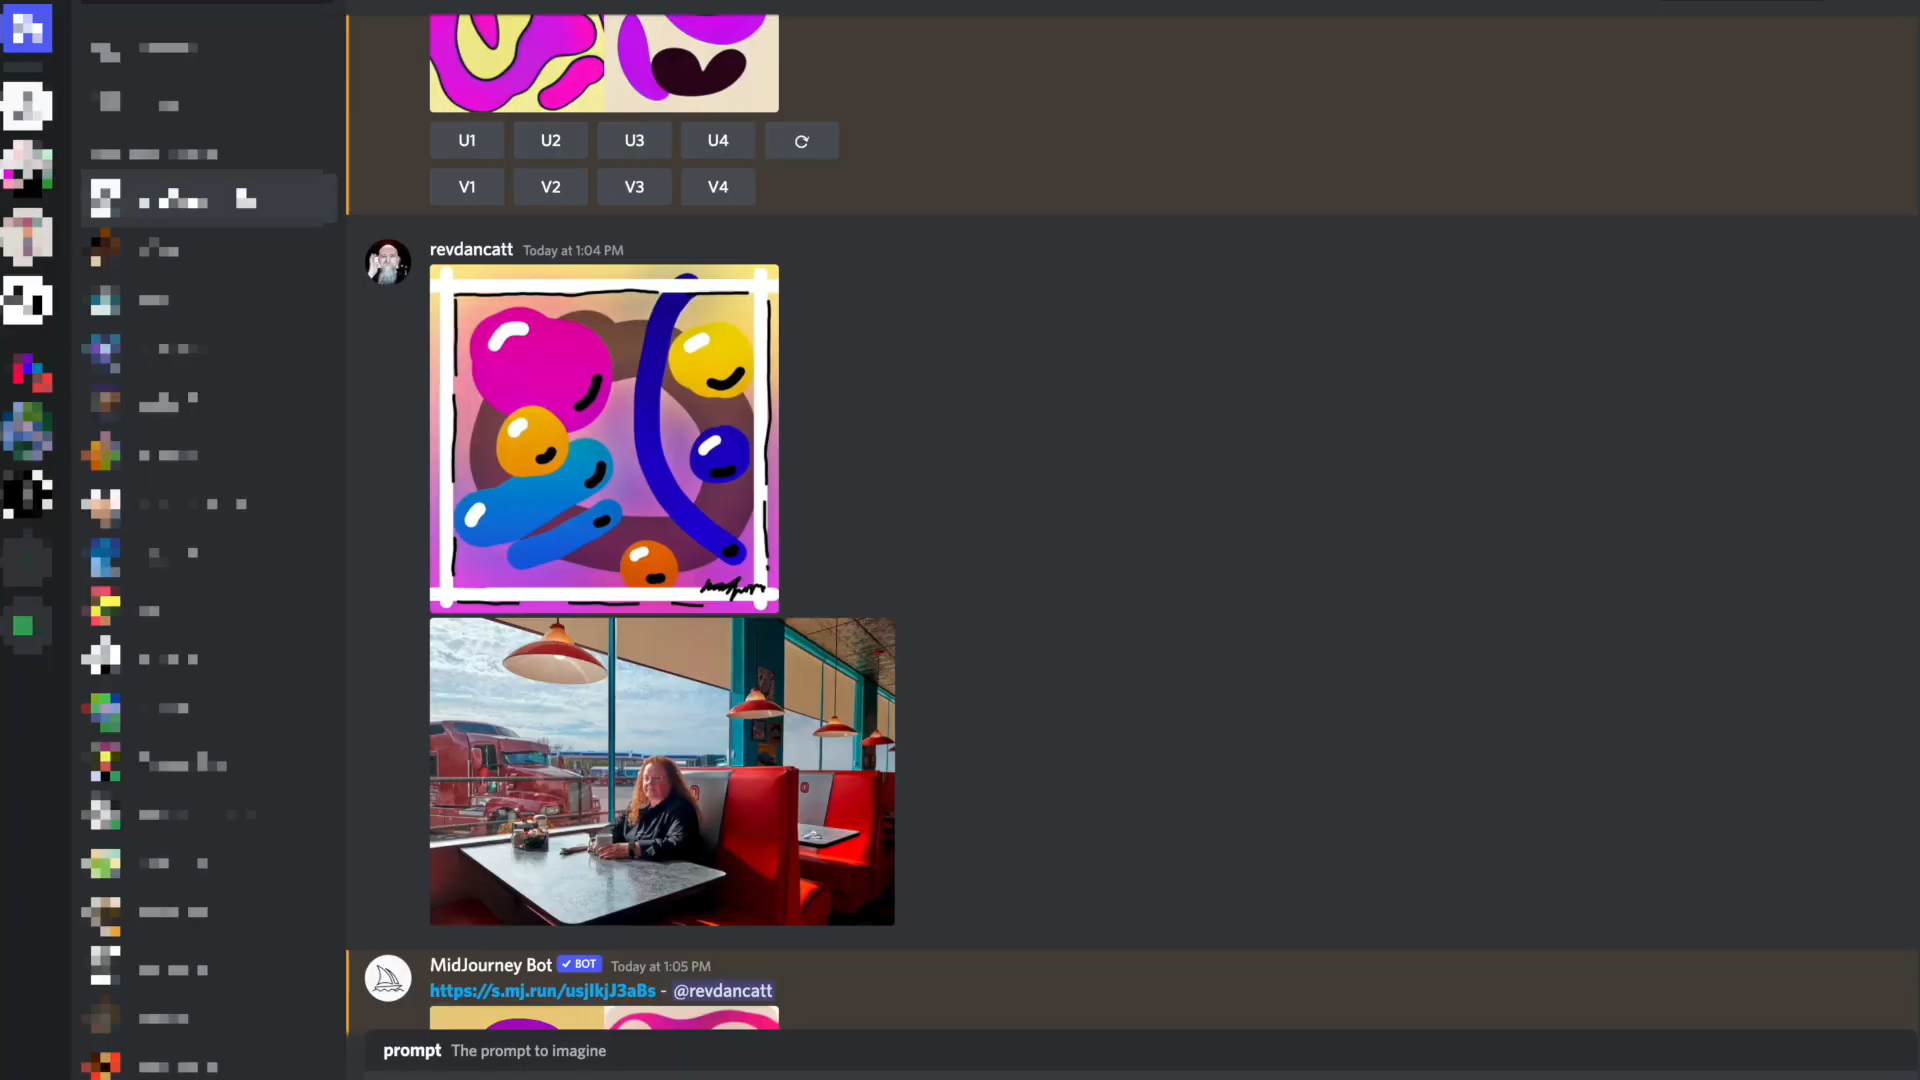 U1 U2 U3 U4
V1 V2 V3 V4
revdancatt Today at 1:04 PM
MidJourney Bot BOT Today at 1:05 PM
https://s.mj.run/usjlkjJ3aBs - @revdancatt
prompt The prompt to imagine